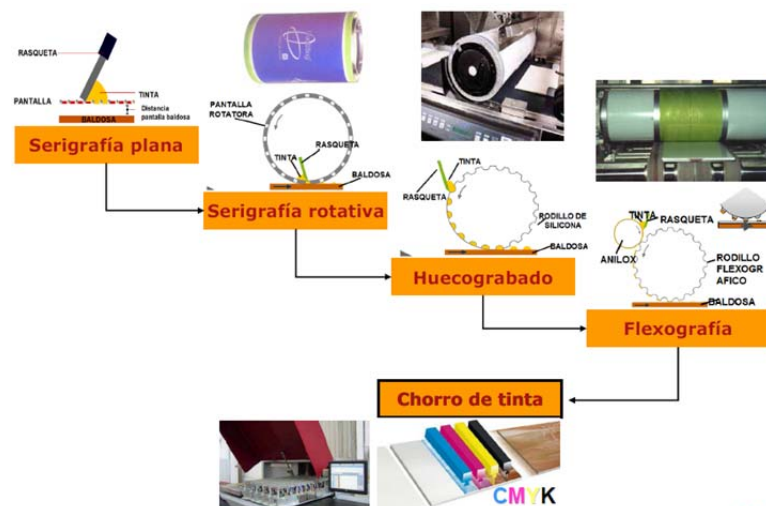 RASQUETA
TINTA
PANTALLA
Distancia
pantalla baldosa
BALDOSA
Serigrafía plana
PANTALLA
ROTATORA
RASQUETA
TINTA
BALDOSA
Serigrafía rotativa
TINTA
RASQUETA
RODILLO DE
SILICONA
BALDOSA
Huecograbado
TINTA
RASQUETA
ANILOX
RODILLO
FLEXOGR
AFICO
BALDOSA
Flexografía
Chorro de tinta
CMYK